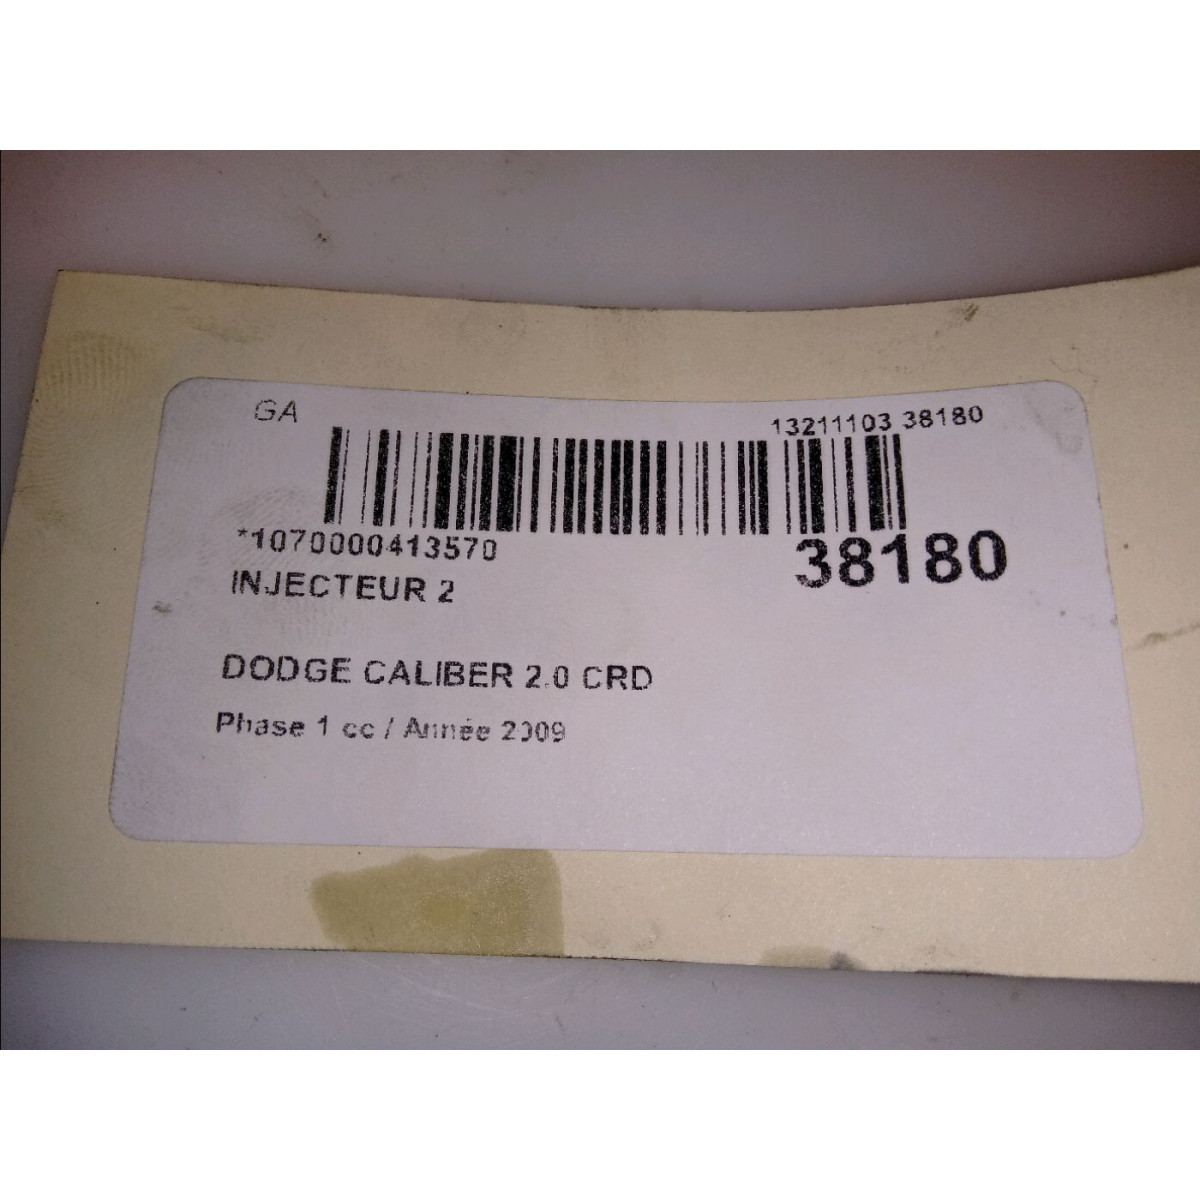 GA
13211103 38180
*1070000413570
38180
INJECTEUR 2
DODGE CALIBER 2.0 CRD
Phase 1 cc / Année 2009